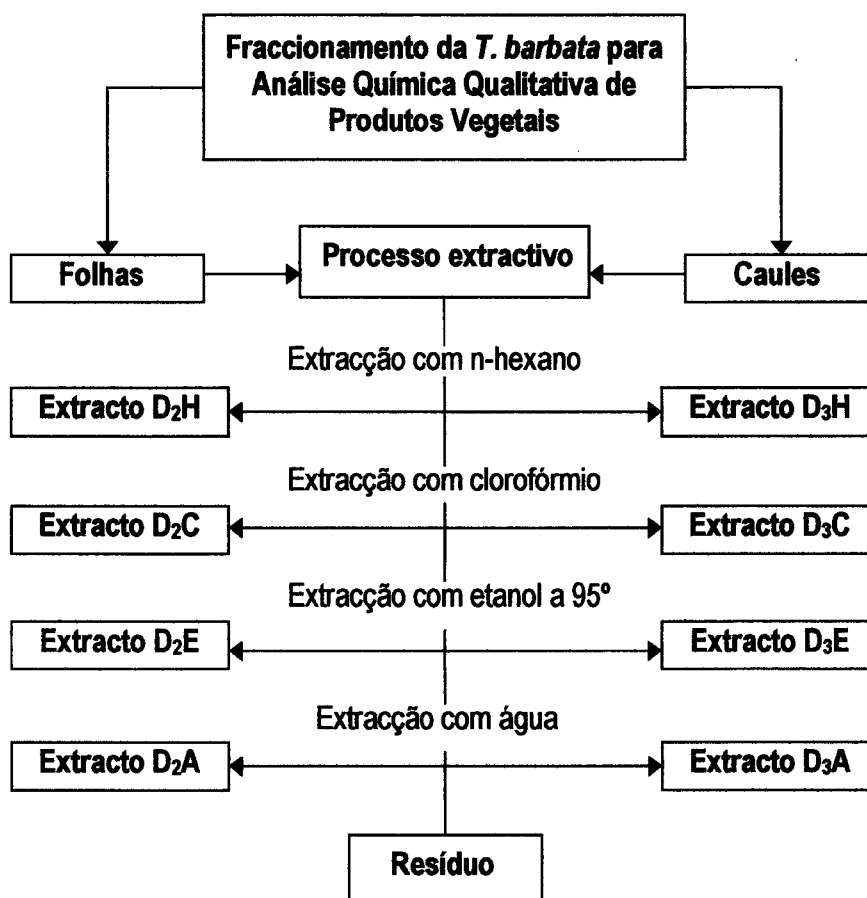 Fraccionamento da T. barbata para
Análise Química Qualitativa de
Produtos Vegetais
Folhas
Processo extractivo
Caules
Extracção com n-hexano
Extracto D₂H
Extracto D₃H
Extracção com clorofórmio
Extracto D₂C
Extracto D₃C
Extracção com etanol a 95º
Extracto D₂E
Extracto D₃E
Extracção com água
Extracto D₂A
Extracto D₃A
Resíduo